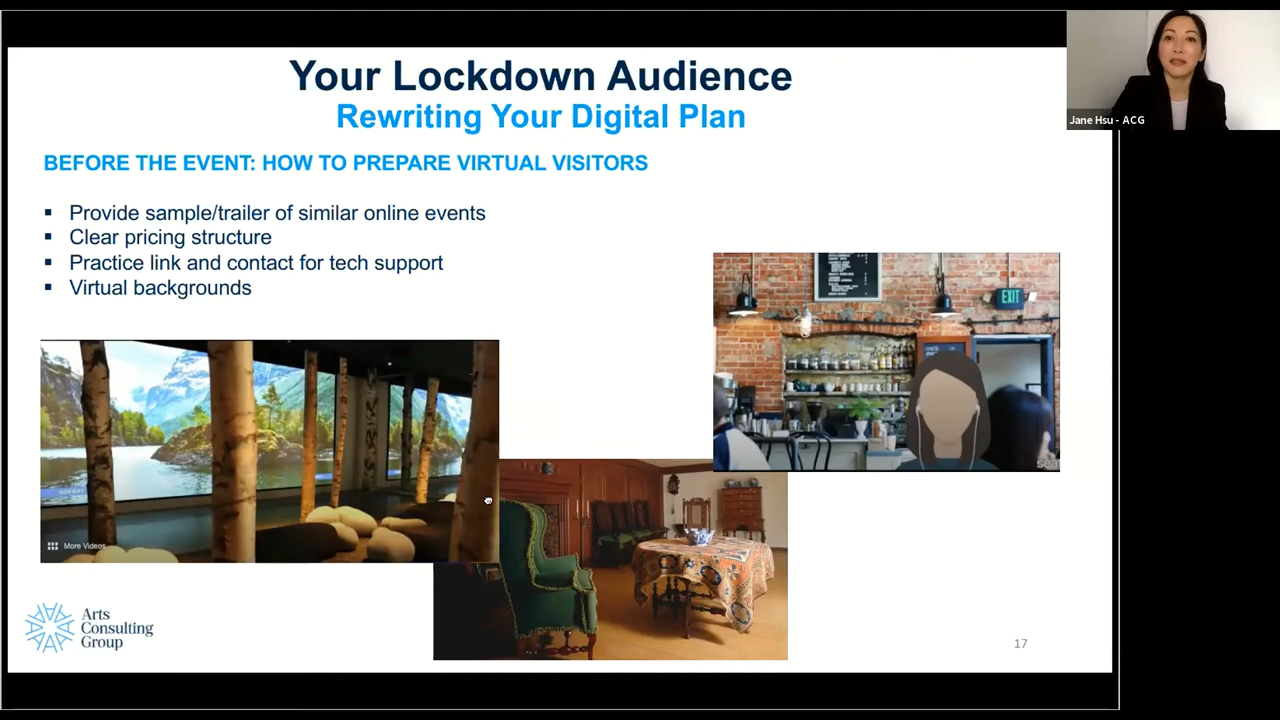 Your Lockdown Audience
Rewriting Your Digital Plan
Jane Hsu - ACG
BEFORE THE EVENT: HOW TO PREPARE VIRTUAL VISITORS
▪ Provide sample/trailer of similar online events
▪ Clear pricing structure
▪ Practice link and contact for tech support
▪ Virtual backgrounds
EXIT
More Videos
Arts
Consulting
Group
17